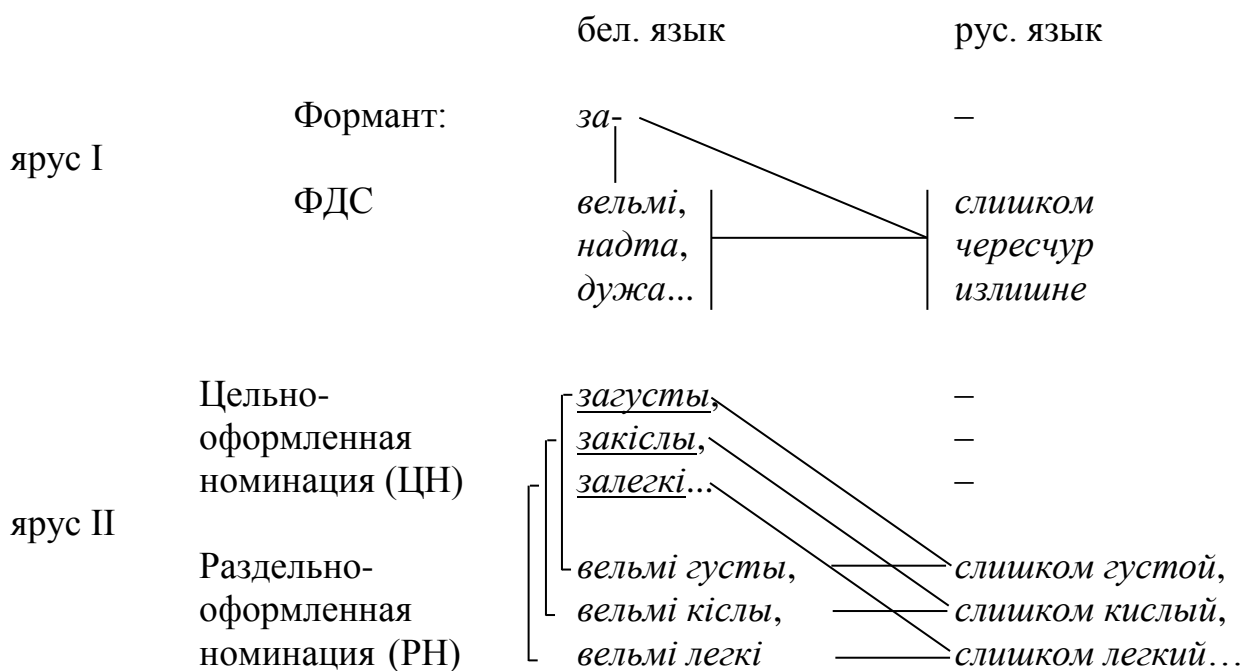 бел. язык рус. язык
Формант: за- –
ярус I
ФДС вельмі, слишком
надта, чересчур
дужа... излишне
Цельно- загусты, –
оформленная закіслы, –
номинация (ЦН) залегкі... –
ярус II
Раздельно- вельмі густы, слишком густой,
оформленная вельмі кіслы, слишком кислый,
номинация (РН) вельмі легкі слишком легкий…